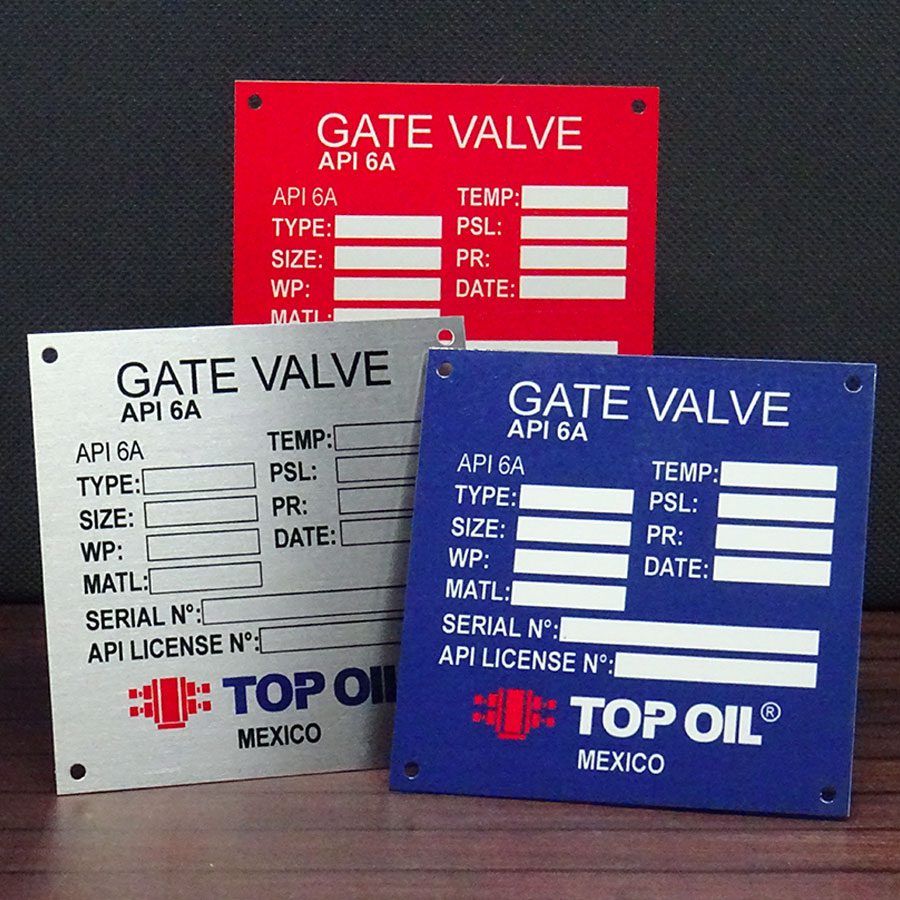 GATE VALVE
API 6A
API 6A
TEMP:
TYPE:
PSL:
SIZE:
PR:
WP:
DATE:
MATL:
GATE VALVE
API 6A
API 6A
TEMP:
TYPE:
PSL:
SIZE:
PR:
WP:
DATE:
MATL:
SERIAL N°:
API LICENSE N°:
TOP OIL
MEXICO
GATE VALVE
API 6A
API 6A
TEMP:
TYPE:
PSL:
SIZE:
PR:
WP:
DATE:
MATL:
SERIAL N°:
API LICENSE N°:
TOP OIL®
MEXICO